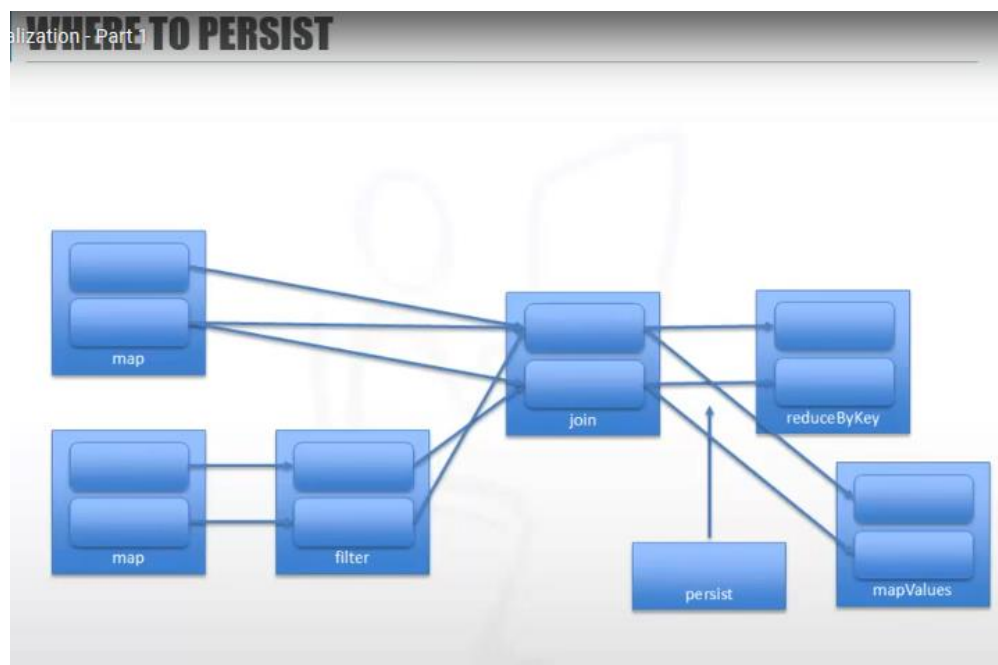 WHERE TO PERSIST
alization - Part 1
map
join
reduceByKey
map
filter
persist
mapValues